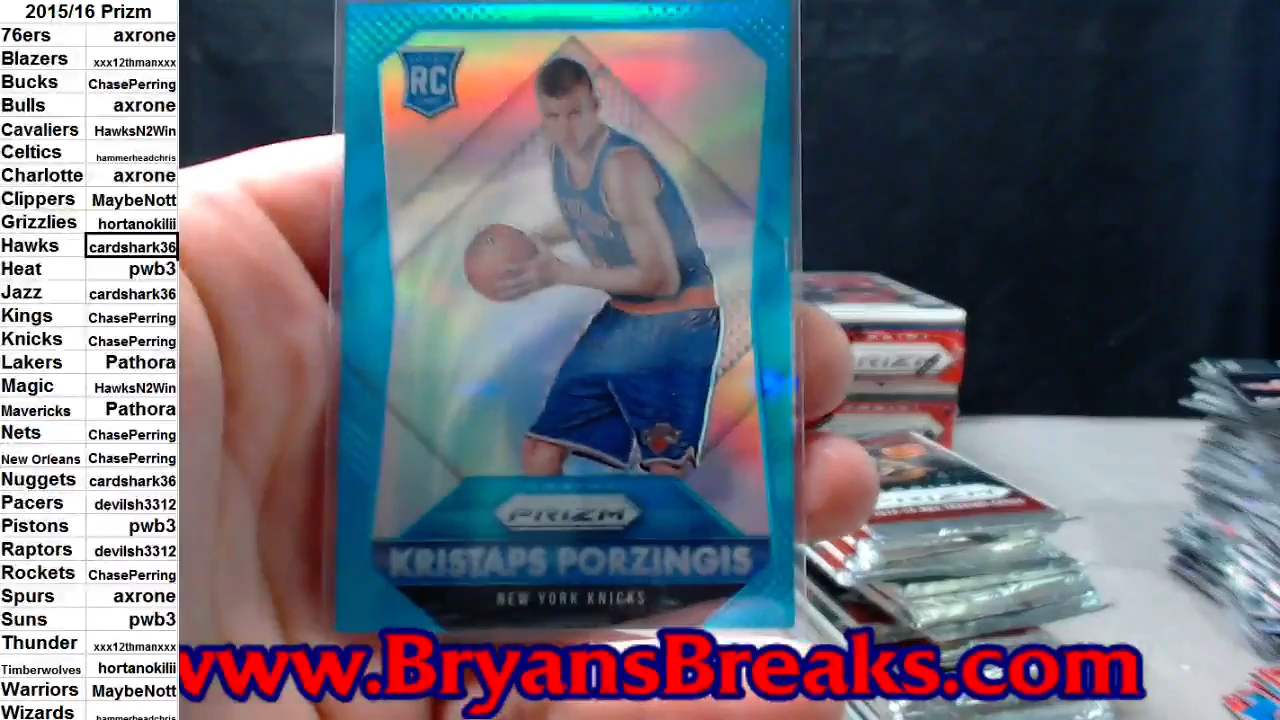 2015/16 Prizm
76ers axrone
Blazers xxx12thmanxxx
Bucks ChasePerring
Bulls axrone
Cavaliers HawksN2Win
Celtics hammerheadchris
Charlotte axrone
Clippers MaybeNott
Grizzlies hortanokilii
Hawks cardshark36
Heat pwb3
Jazz cardshark36
Kings ChasePerring
Knicks ChasePerring
Lakers Pathora
Magic HawksN2Win
Mavericks Pathora
Nets ChasePerring
New Orleans ChasePerring
Nuggets cardshark36
Pacers devilsh3312
Pistons pwb3
Raptors devilsh3312
Rockets ChasePerring
Spurs axrone
Suns pwb3
Thunder xxx12thmanxxx
Timberwolves hortanokilii
Warriors MaybeNott
Wizards hammerheadchris
RC
PRIZM
KRISTAPS PORZINGIS
NEW YORK KNICKS
PRIZM
www.BryansBreaks.com